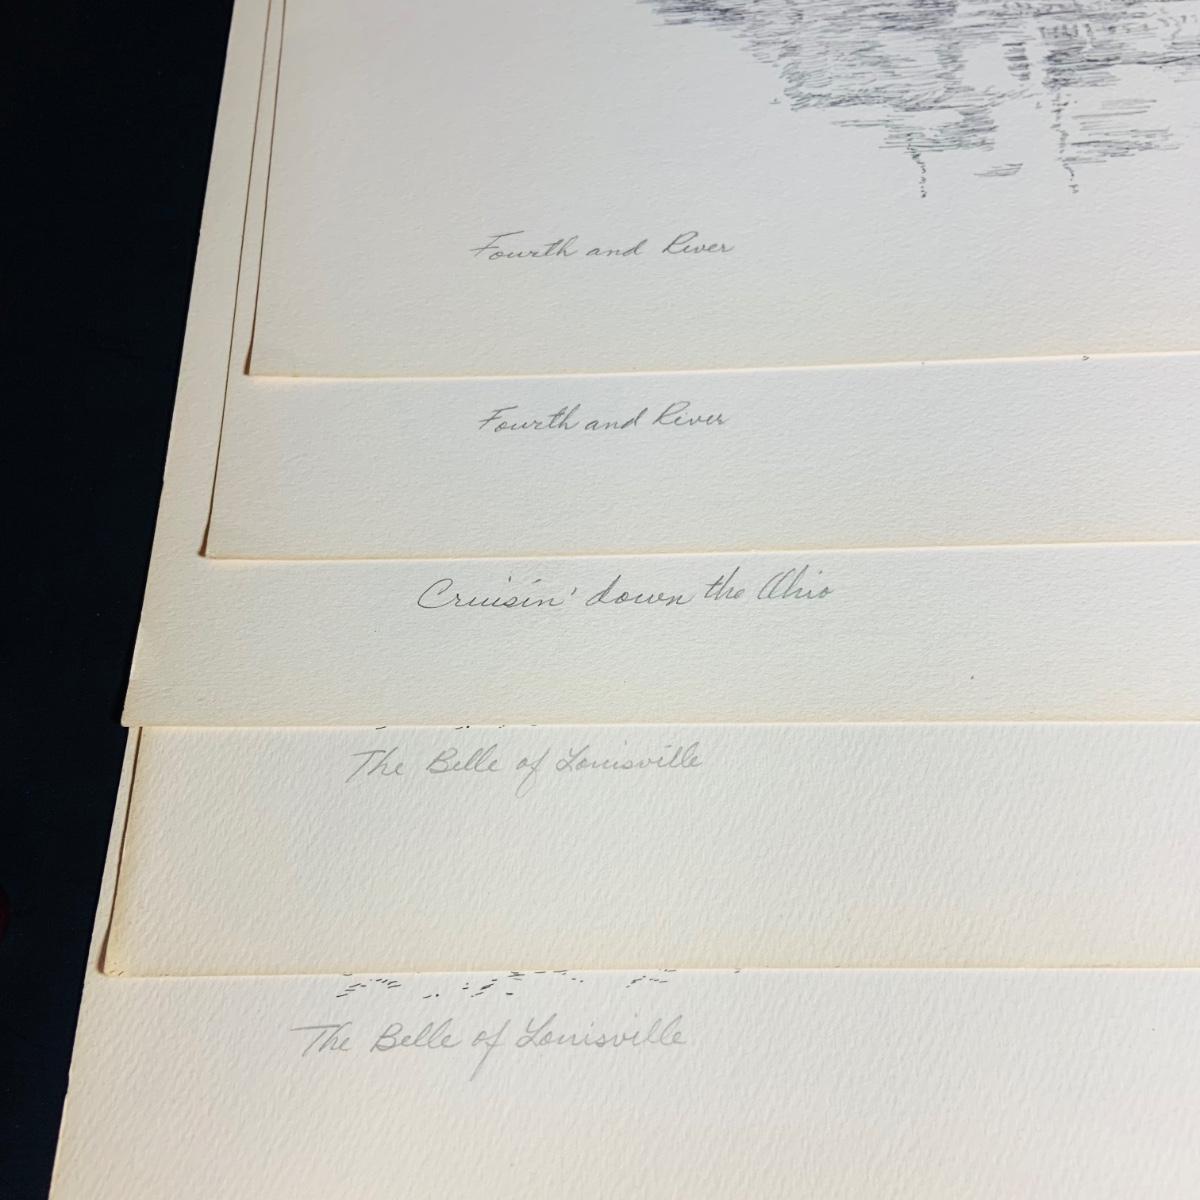 Fourth and River
Fourth and River
Cruisin' down the Ohio
The Belle of Louisville
The Belle of Louisville